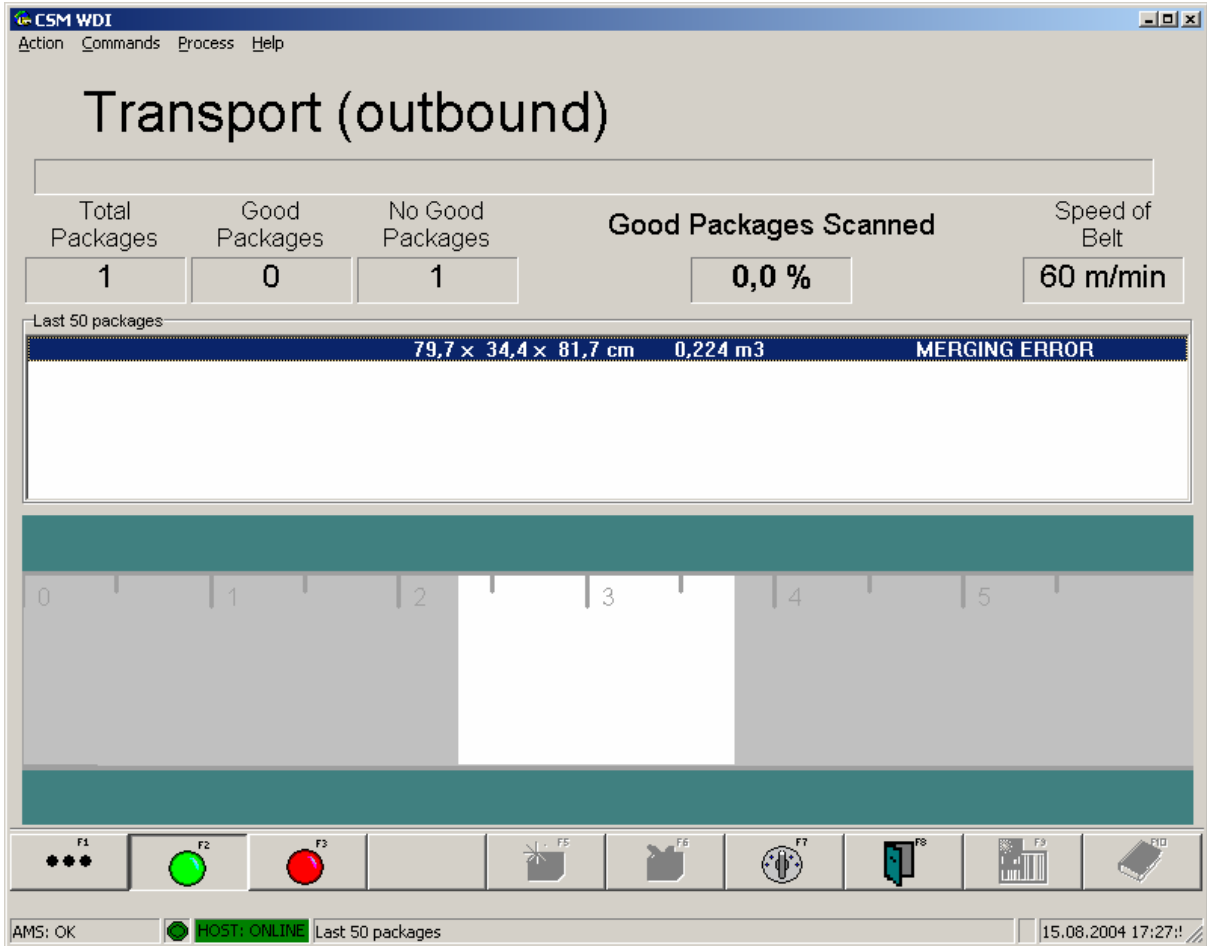 CSM WDI
Action Commands Process Help
Transport (outbound)
Total Packages
Good Packages
No Good Packages
Good Packages Scanned
Speed of Belt
1
0
1
0,0 %
60 m/min
Last 50 packages
79,7 x 34,4 x 81,7 cm 0,224 m3 MERGING ERROR
0 1 2 3 4 5
F1 F2 F3 F5 F6 F7 F8 F9 F10
AMS: OK HOST: ONLINE Last 50 packages 15.08.2004 17:27: